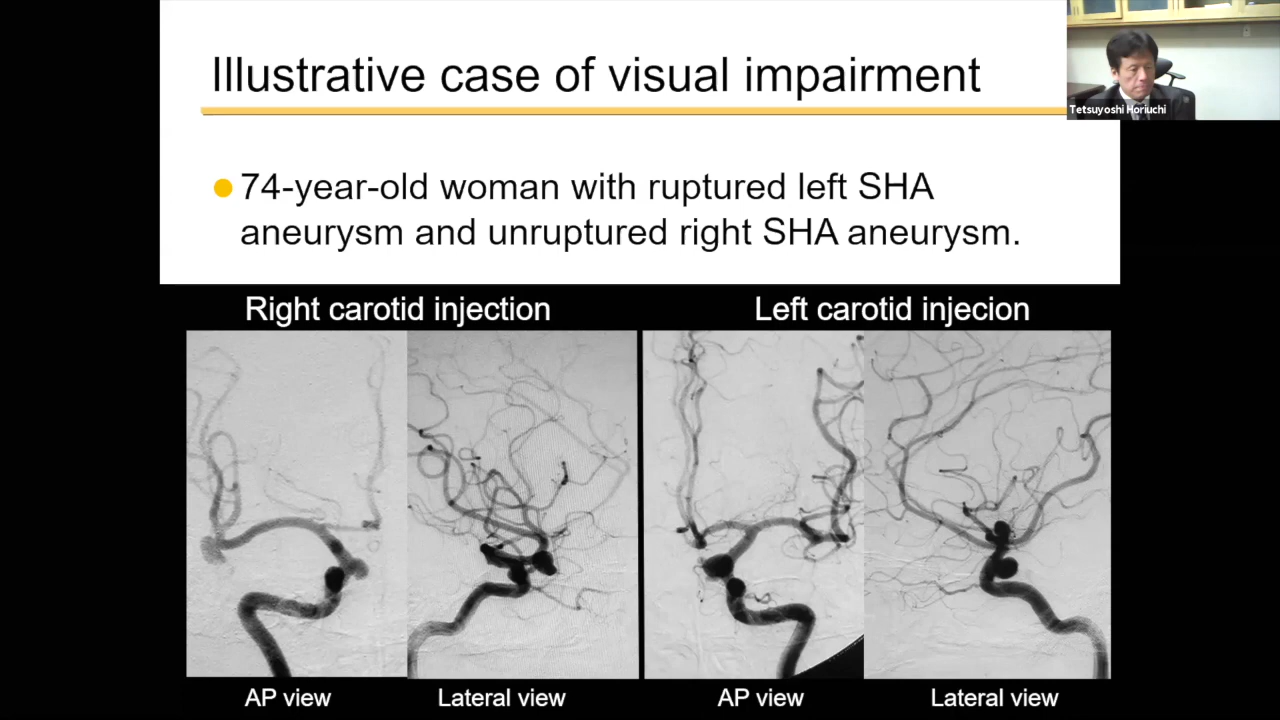 Illustrative case of visual impairment
Tetsuyoshi Horiuchi
74-year-old woman with ruptured left SHA
aneurysm and unruptured right SHA aneurysm.
Right carotid injection
Left carotid injecion
AP view
Lateral view
AP view
Lateral view